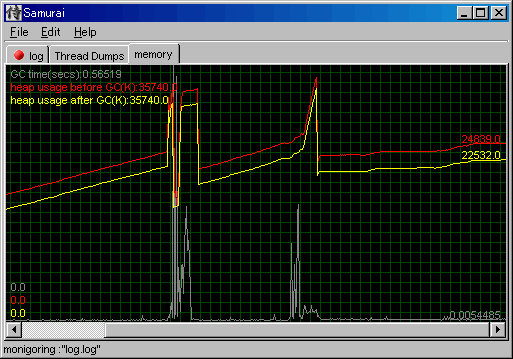 Samurai
File Edit Help
log Thread Dumps memory
GC time(secs):0.56519
heap usage before GC(K):35740.0
heap usage after GC(K):35740.0
24839.0
22532.0
0.0
0.0
0.0
0.0054485
monigoring :"log.log"